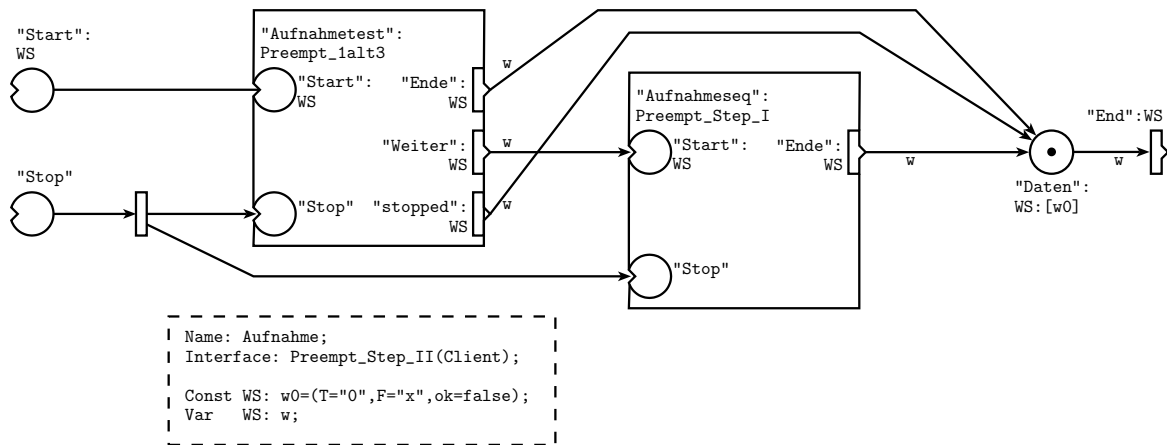 "Start":
WS
"Aufnahmetest":
Preempt_1alt3
"Start":
WS
"Ende":
WS
w
"Aufnahmeseq":
Preempt_Step_I
"Weiter":
WS
w
"Start":
WS
"Ende":
WS
w
"End":WS
w
"Stop"
"Stop"
"stopped":
WS
w
"Daten":
WS:[w0]
"Stop"
Name: Aufnahme;
Interface: Preempt_Step_II(Client);
Const WS: w0=(T="0",F="x",ok=false);
Var   WS: w;